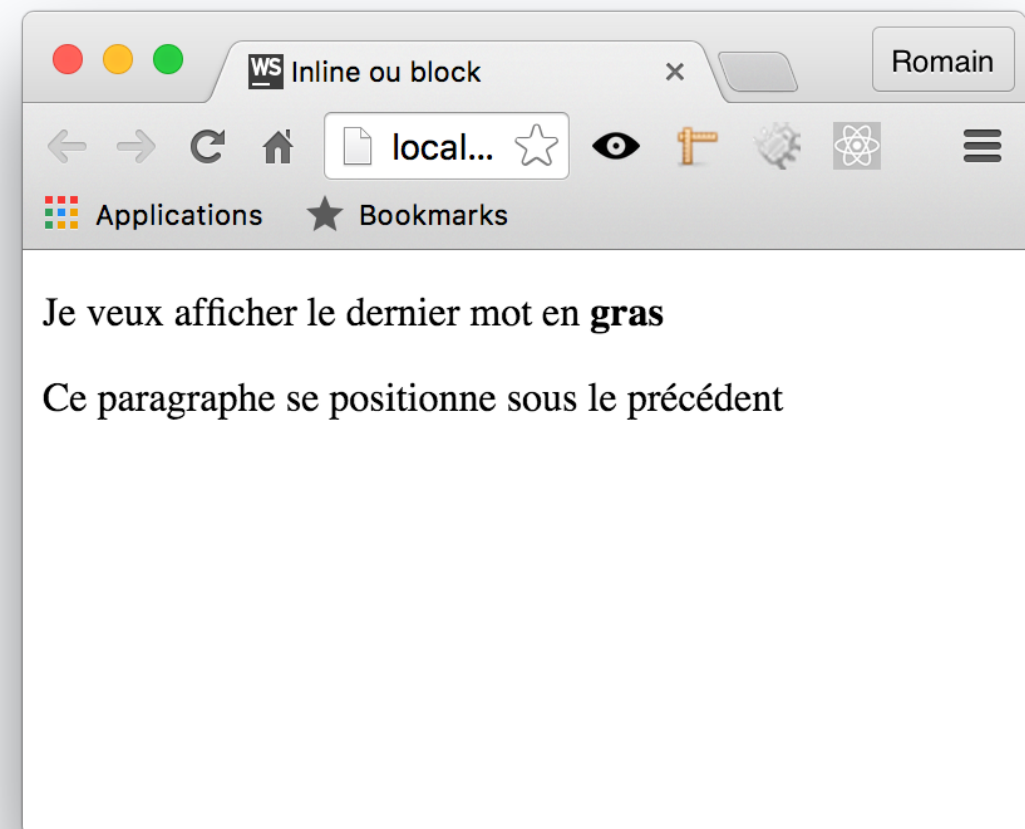 WS Inline ou block
Romain
local...
Applications
Bookmarks
Je veux afficher le dernier mot en gras
Ce paragraphe se positionne sous le précédent